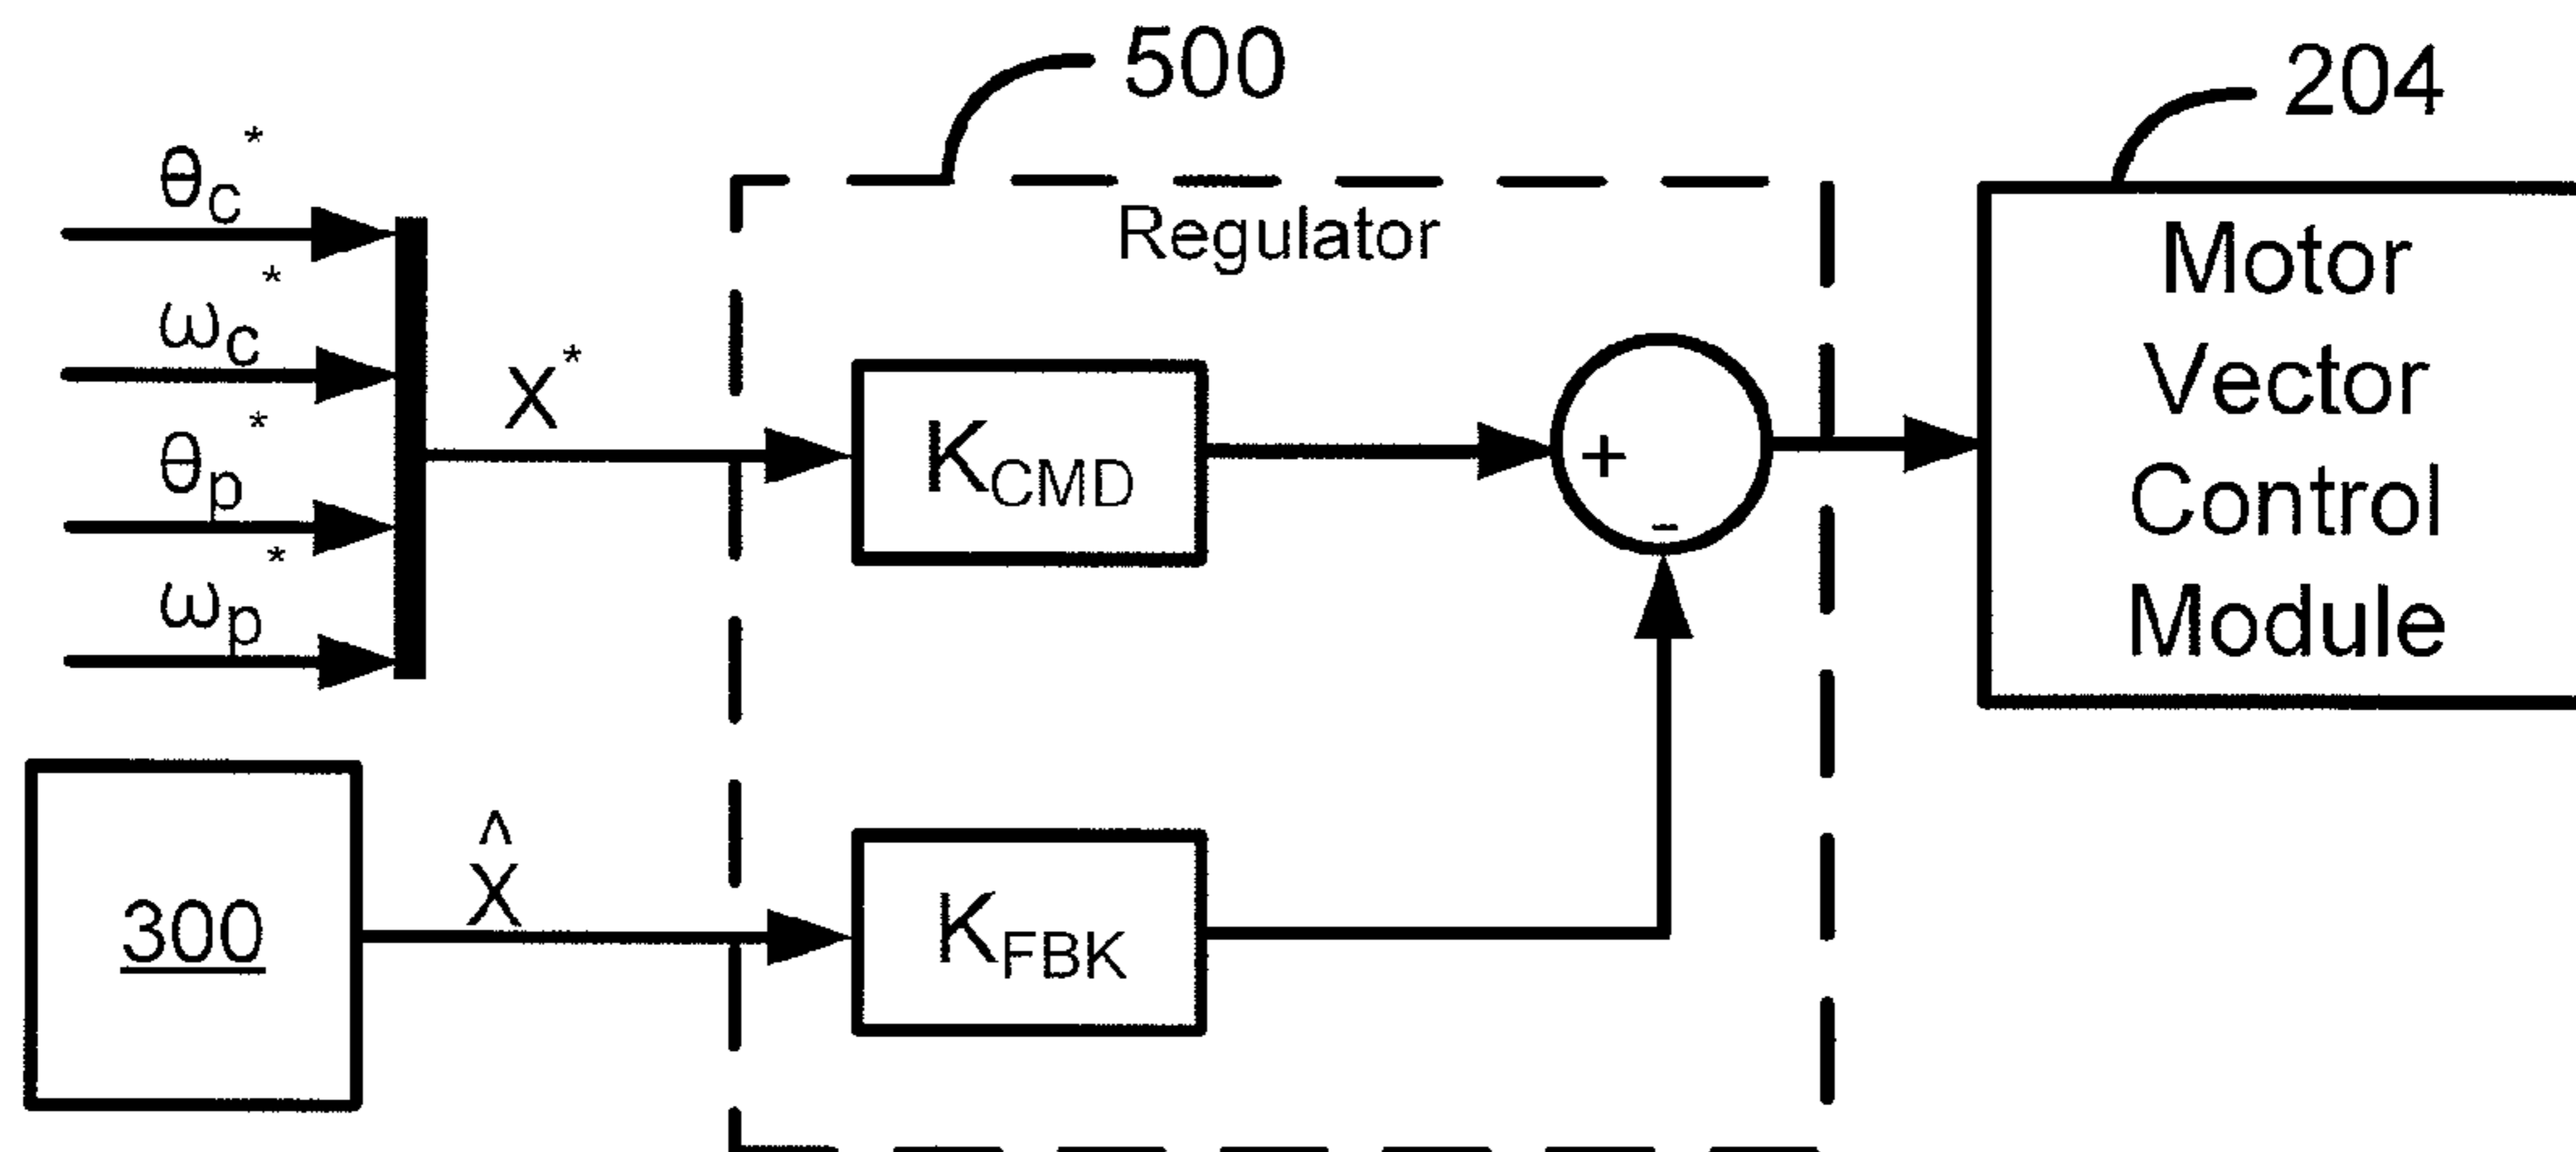 500
204
θc*
ωc*
θp*
ωp*
X*
Regulator
KCMD
+
-
Motor
Vector
Control
Module
300
X̂
KFBK